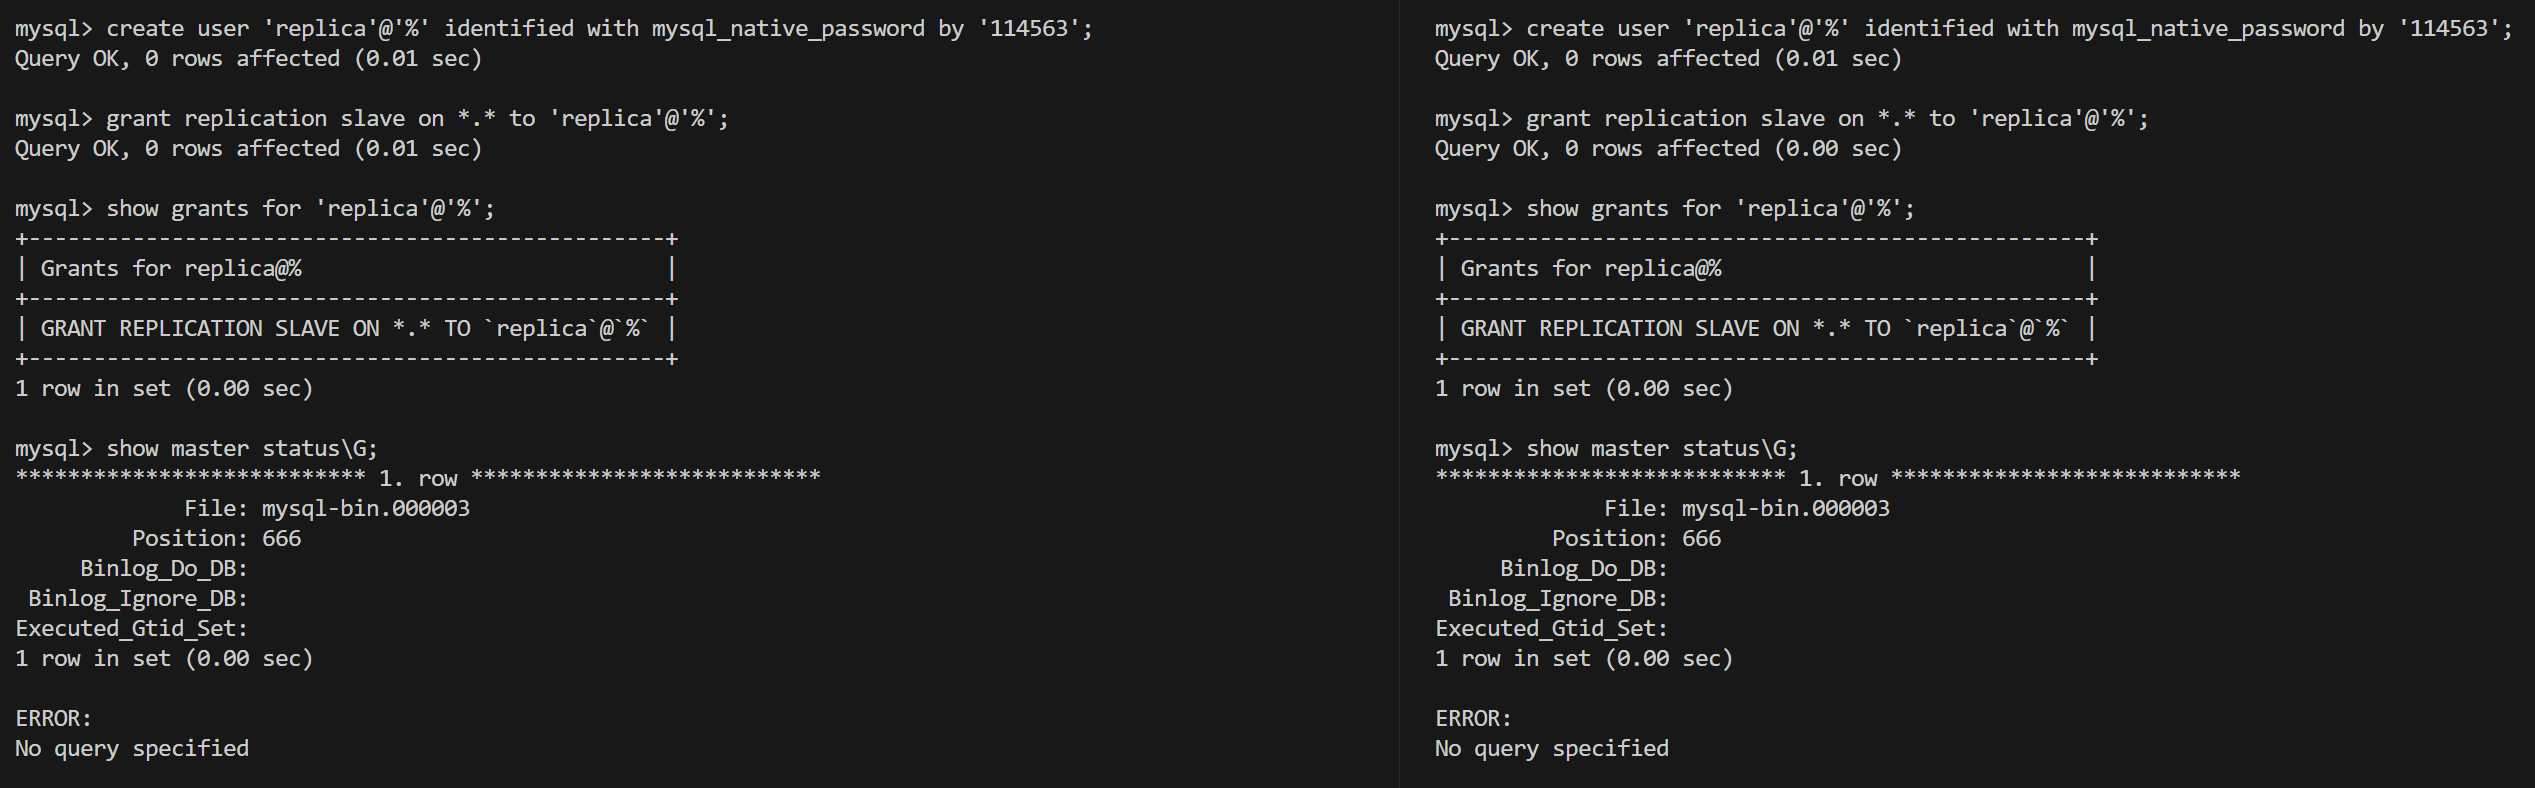 mysql> create user 'replica'@'%' identified with mysql_native_password by '114563';
Query OK, 0 rows affected (0.01 sec)

mysql> grant replication slave on *.* to 'replica'@'%';
Query OK, 0 rows affected (0.01 sec)

mysql> show grants for 'replica'@'%';
+-------------------------------------------------+
| Grants for replica@%                            |
+-------------------------------------------------+
| GRANT REPLICATION SLAVE ON *.* TO `replica`@`%` |
+-------------------------------------------------+
1 row in set (0.00 sec)

mysql> show master status\G;
*************************** 1. row ***************************
             File: mysql-bin.000003
         Position: 666
     Binlog_Do_DB:
 Binlog_Ignore_DB:
Executed_Gtid_Set:
1 row in set (0.00 sec)

ERROR:
No query specified

mysql> create user 'replica'@'%' identified with mysql_native_password by '114563';
Query OK, 0 rows affected (0.01 sec)

mysql> grant replication slave on *.* to 'replica'@'%';
Query OK, 0 rows affected (0.00 sec)

mysql> show grants for 'replica'@'%';
+-------------------------------------------------+
| Grants for replica@%                            |
+-------------------------------------------------+
| GRANT REPLICATION SLAVE ON *.* TO `replica`@`%` |
+-------------------------------------------------+
1 row in set (0.00 sec)

mysql> show master status\G;
*************************** 1. row ***************************
             File: mysql-bin.000003
         Position: 666
     Binlog_Do_DB:
 Binlog_Ignore_DB:
Executed_Gtid_Set:
1 row in set (0.00 sec)

ERROR:
No query specified